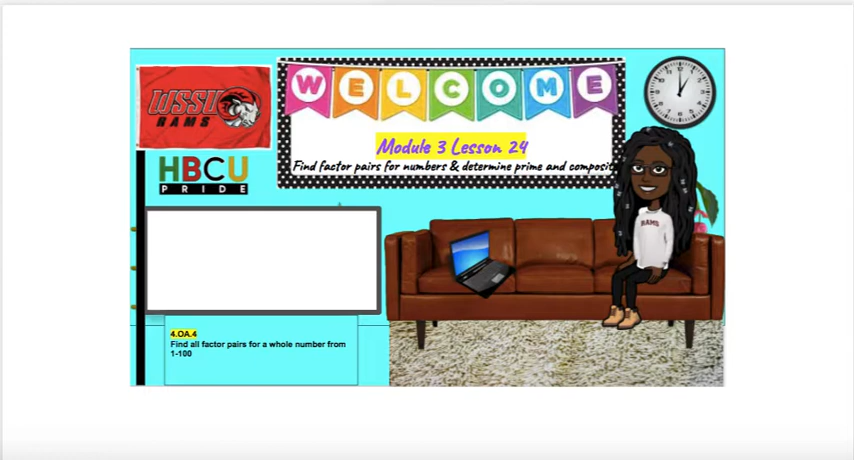 WELCOME
WSSU
RAMS
Module 3 Lesson 24
Find factor pairs for numbers & determine prime and composit
HBCU
PRIDE
RAMS
4.OA.4
Find all factor pairs for a whole number from
1-100